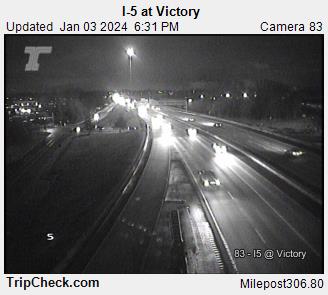 I-5 at Victory
Updated Jan 03 2024 6:31 PM Camera 83
T
S
83 - I5 @ Victory
TripCheck.com Milepost306.80